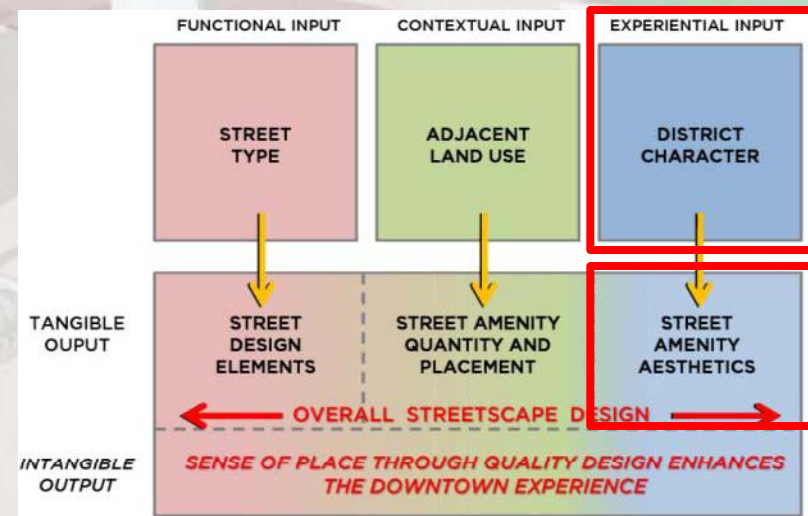 FUNCTIONAL INPUT
CONTEXTUAL INPUT
EXPERIENTIAL INPUT
STREET
TYPE
ADJACENT
LAND USE
DISTRICT
CHARACTER
TANGIBLE
OUPUT
STREET
DESIGN
ELEMENTS
STREET AMENITY
QUANTITY AND
PLACEMENT
STREET
AMENITY
AESTHETICS
OVERALL STREETSCAPE DESIGN
INTANGIBLE
OUTPUT
SENSE OF PLACE THROUGH QUALITY DESIGN ENHANCES
THE DOWNTOWN EXPERIENCE